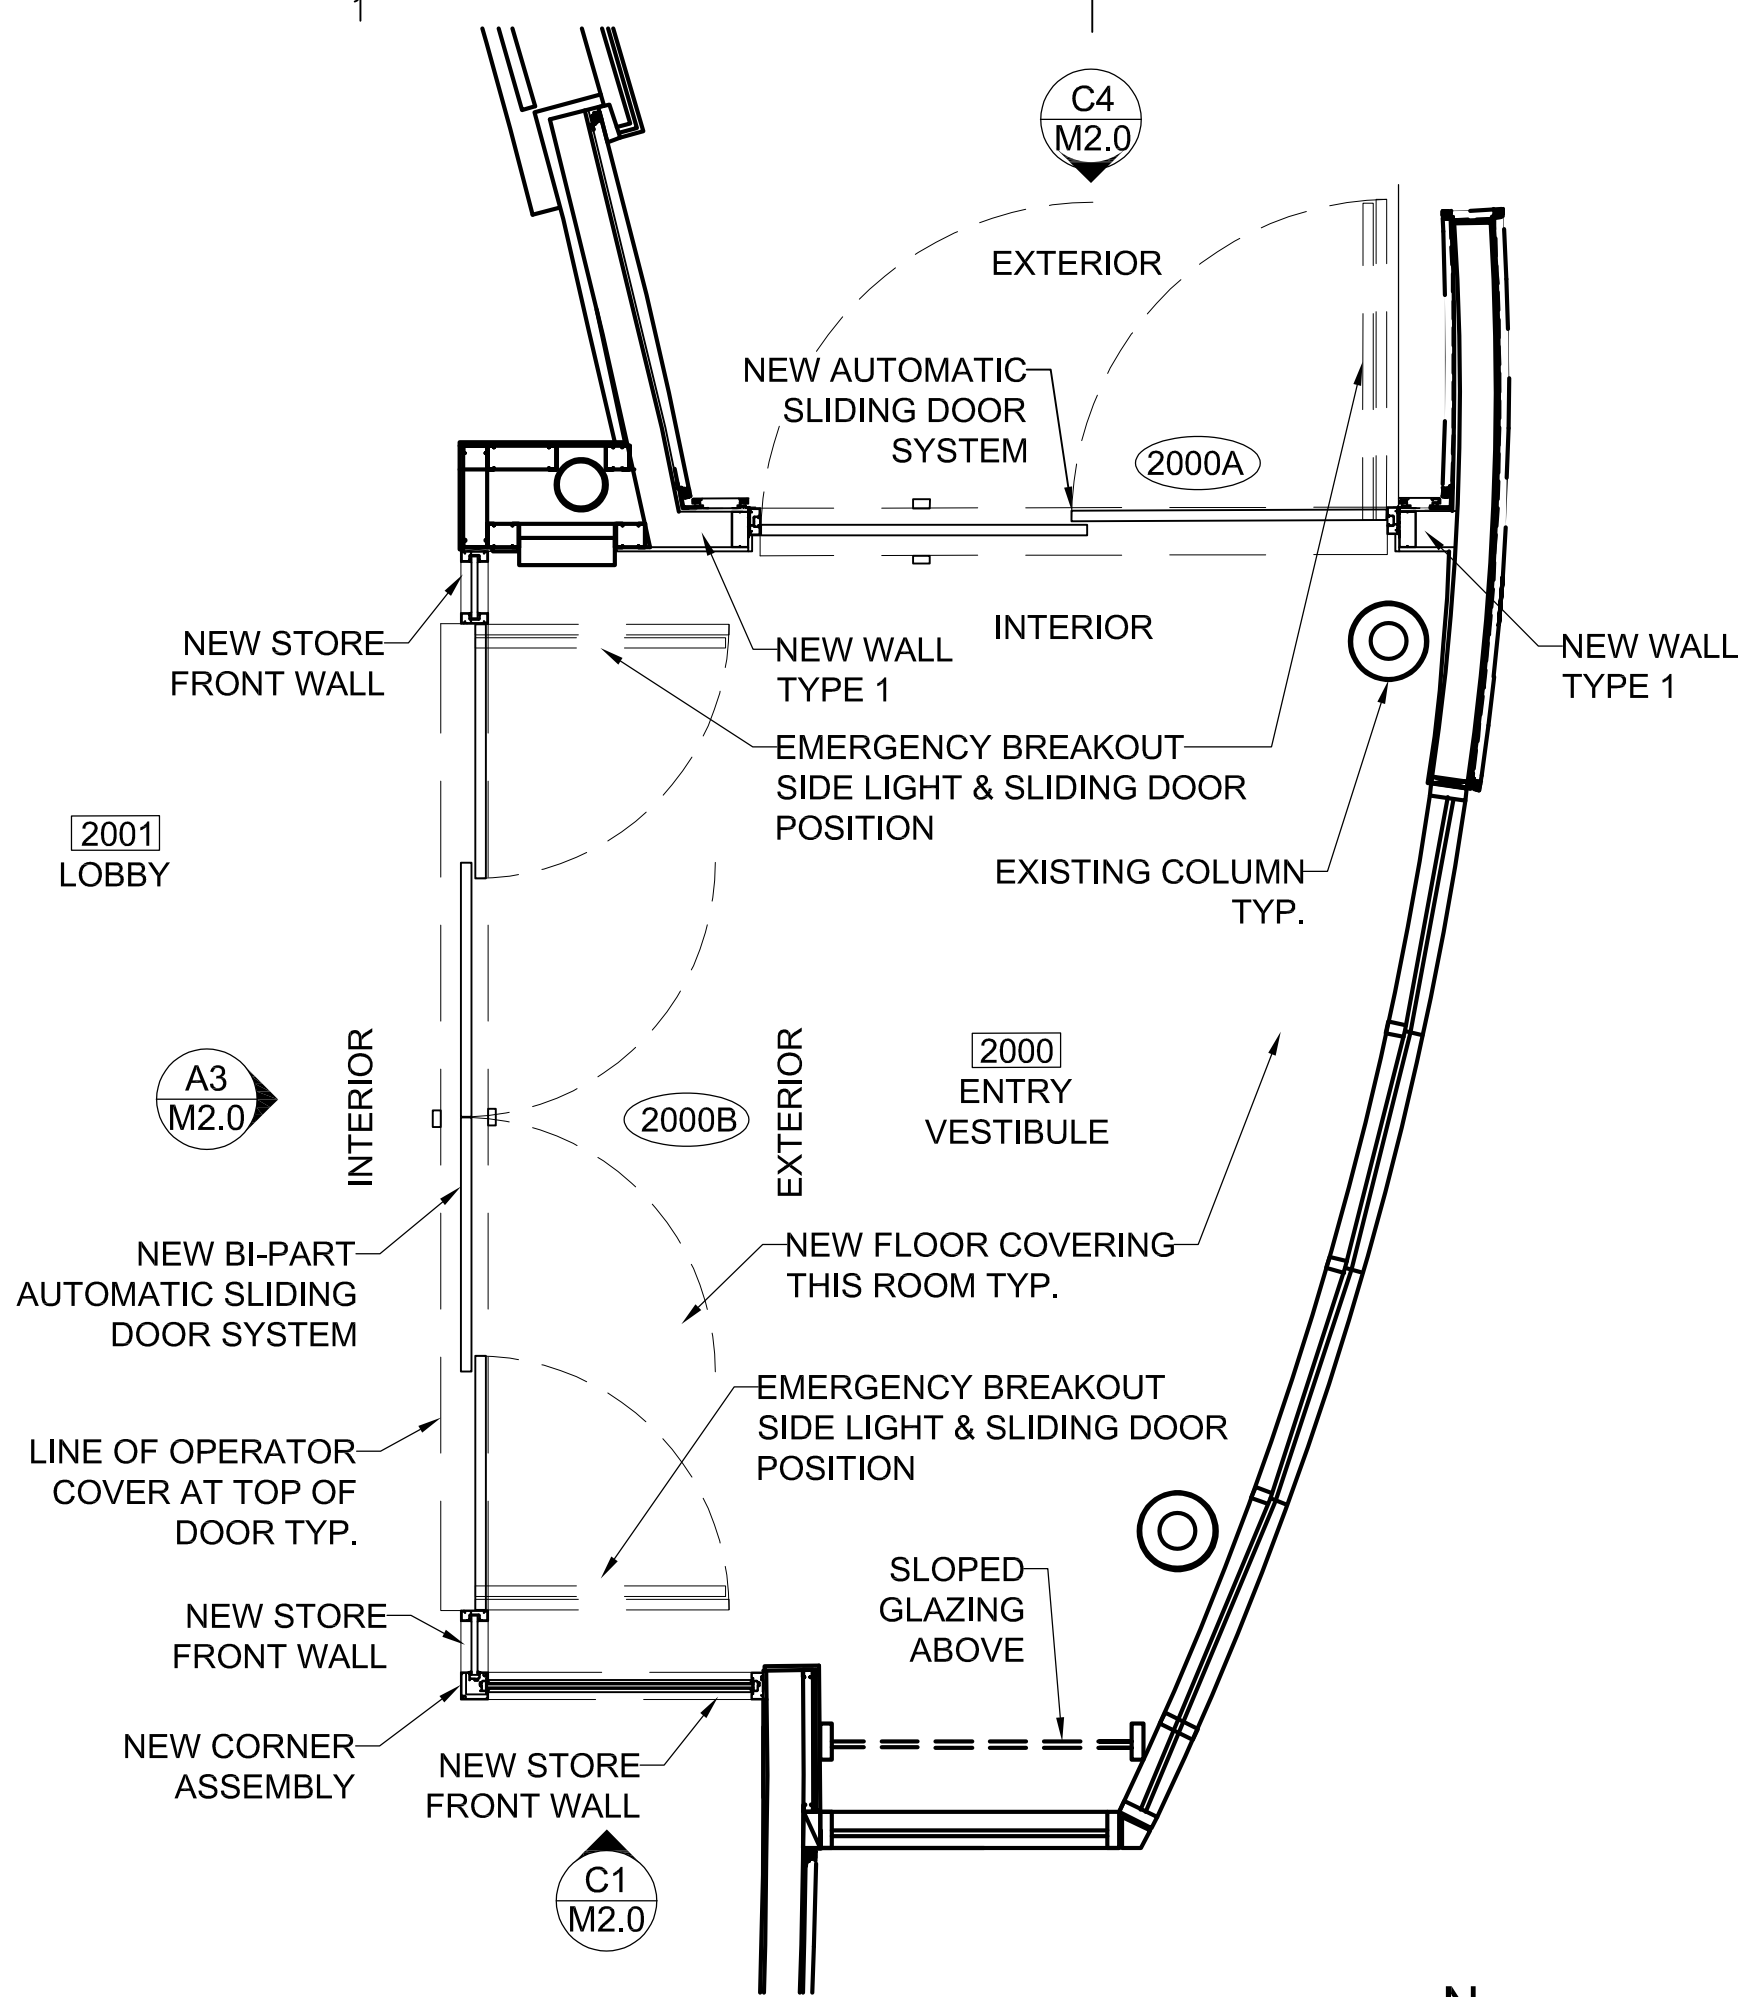 1
C4
M2.0
EXTERIOR
NEW AUTOMATIC
SLIDING DOOR
SYSTEM
2000A
NEW STORE
FRONT WALL
NEW WALL
TYPE 1
INTERIOR
NEW WALL
TYPE 1
EMERGENCY BREAKOUT
SIDE LIGHT & SLIDING DOOR
POSITION
2001
LOBBY
EXISTING COLUMN
TYP.
A3
M2.0
INTERIOR
2000B
EXTERIOR
2000
ENTRY
VESTIBULE
NEW BI-PART
AUTOMATIC SLIDING
DOOR SYSTEM
NEW FLOOR COVERING
THIS ROOM TYP.
EMERGENCY BREAKOUT
SIDE LIGHT & SLIDING DOOR
POSITION
LINE OF OPERATOR
COVER AT TOP OF
DOOR TYP.
SLOPED
GLAZING
ABOVE
NEW STORE
FRONT WALL
NEW CORNER
ASSEMBLY
NEW STORE
FRONT WALL
C1
M2.0
N